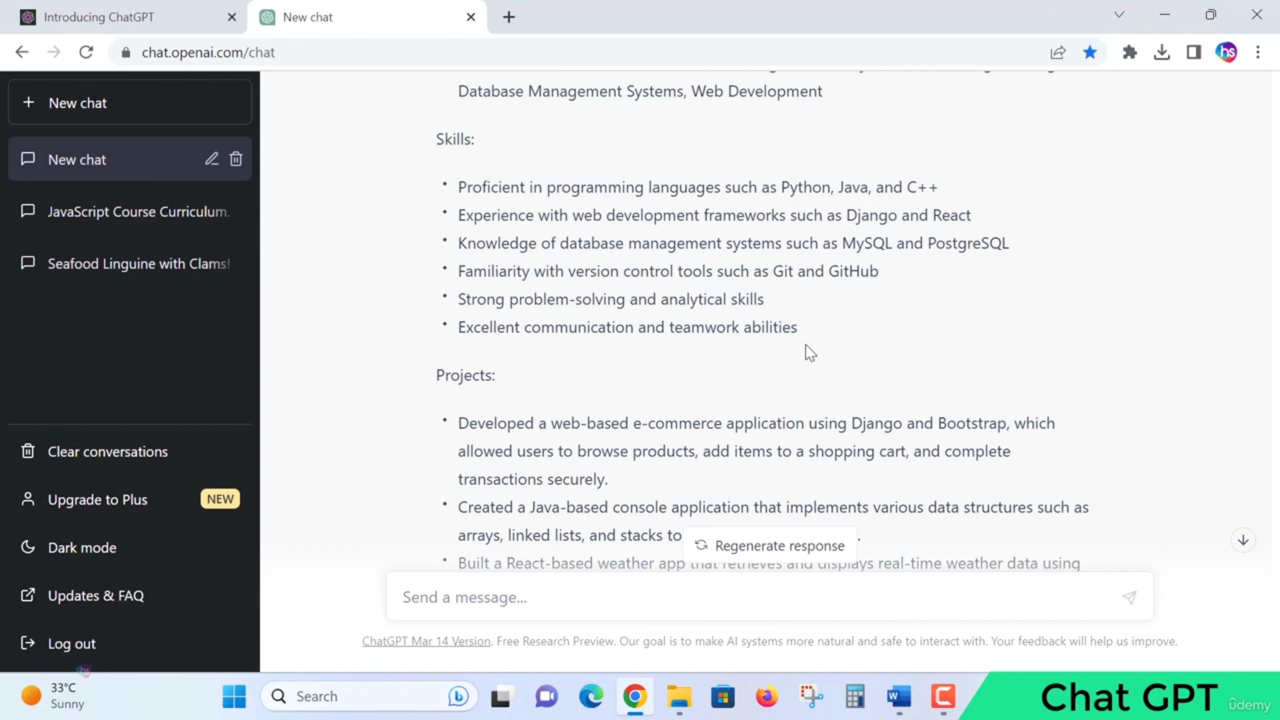 Introducing ChatGPT
New chat
chat.openai.com/chat
hs
New chat
New chat
JavaScript Course Curriculum.
Seafood Linguine with Clams!
Clear conversations
Upgrade to Plus NEW
Dark mode
Updates & FAQ
Log out
Database Management Systems, Web Development
Skills:
Proficient in programming languages such as Python, Java, and C++
Experience with web development frameworks such as Django and React
Knowledge of database management systems such as MySQL and PostgreSQL
Familiarity with version control tools such as Git and GitHub
Strong problem-solving and analytical skills
Excellent communication and teamwork abilities
Projects:
Developed a web-based e-commerce application using Django and Bootstrap, which
allowed users to browse products, add items to a shopping cart, and complete
transactions securely.
Created a Java-based console application that implements various data structures such as
arrays, linked lists, and stacks to
Regenerate response
Built a React-based weather app that retrieves and displays real-time weather data using
Send a message...
ChatGPT Mar 14 Version. Free Research Preview. Our goal is to make AI systems more natural and safe to interact with. Your feedback will help us improve.
hs
33°C
Sunny
Search
Chat GPT
ûdemy